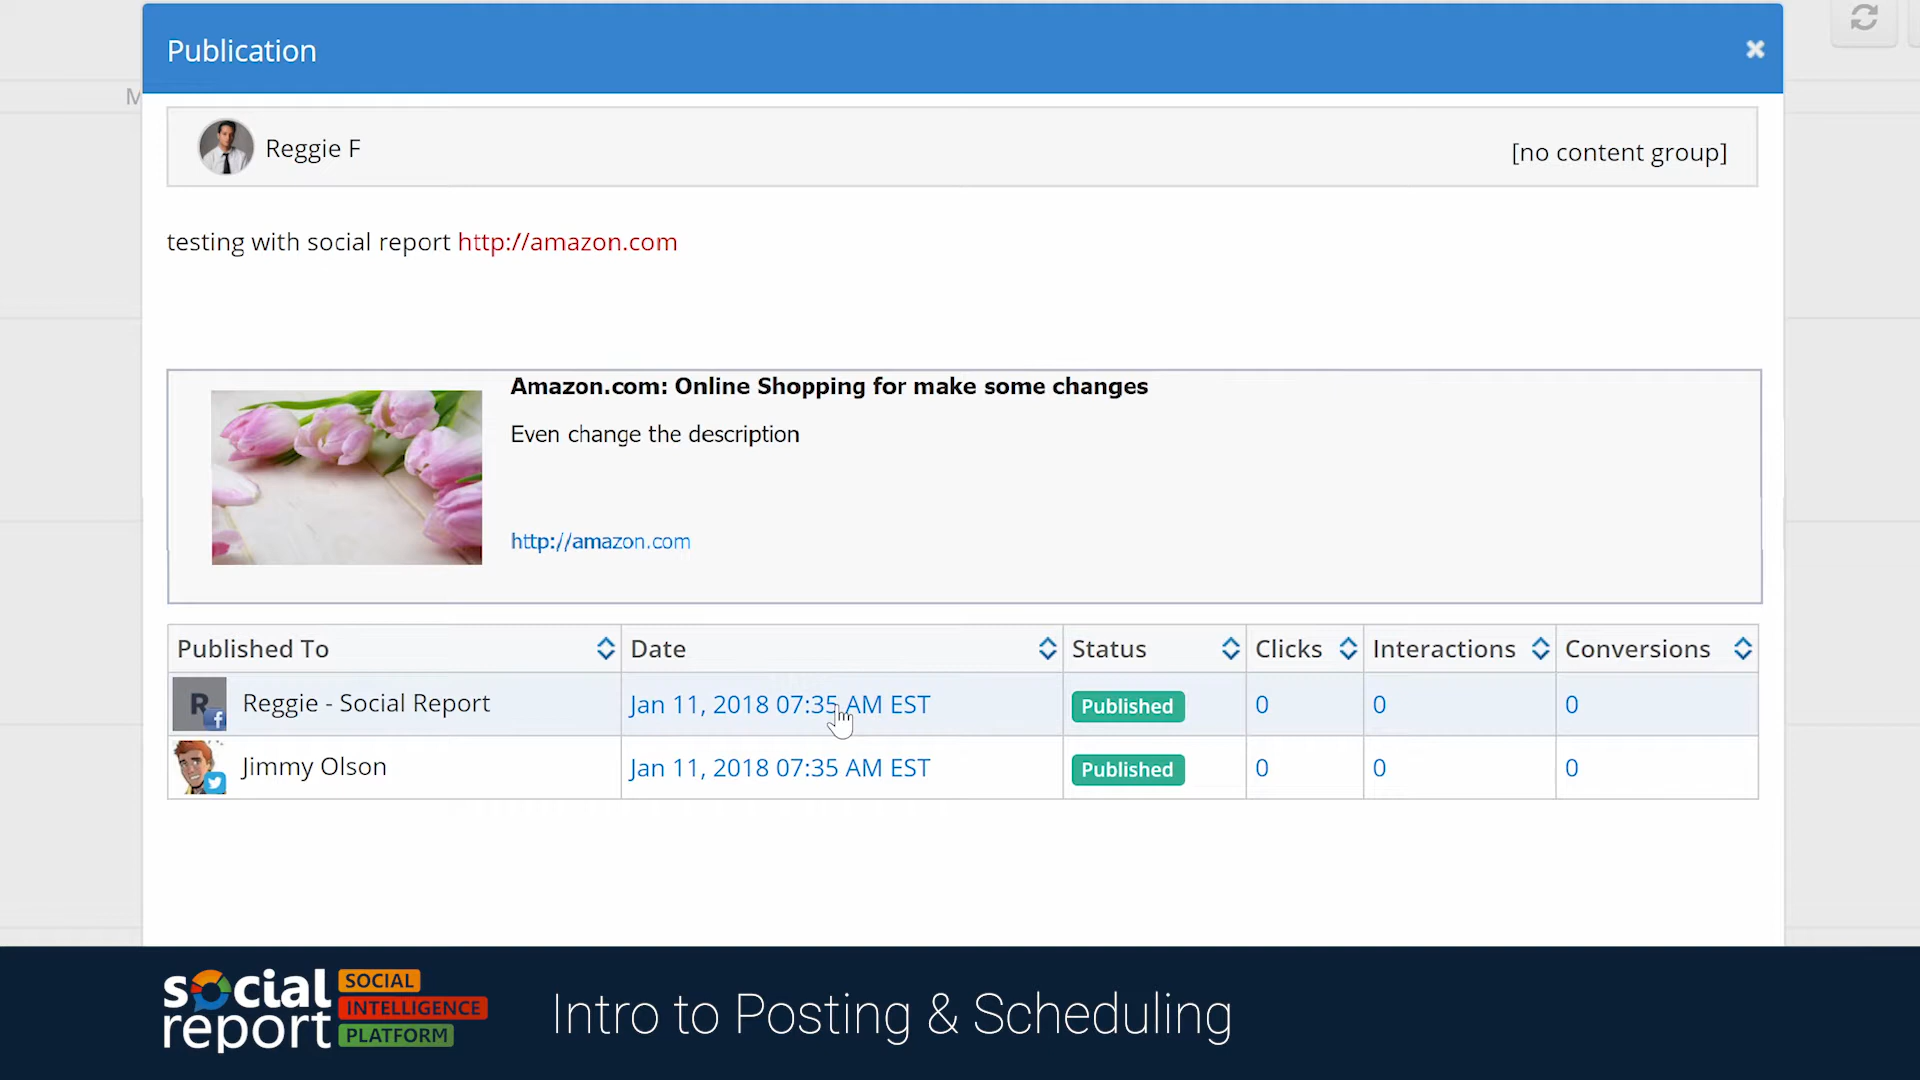 Publication
M
Reggie F
[no content group]
testing with social report http://amazon.com
Amazon.com: Online Shopping for make some changes
Even change the description
http://amazon.com
Published To Date Status Clicks Interactions Conversions
R f Reggie - Social Report Jan 11, 2018 07:35 AM EST Published 0 0 0
Jimmy Olson Jan 11, 2018 07:35 AM EST Published 0 0 0
social report SOCIAL INTELLIGENCE PLATFORM
Intro to Posting & Scheduling